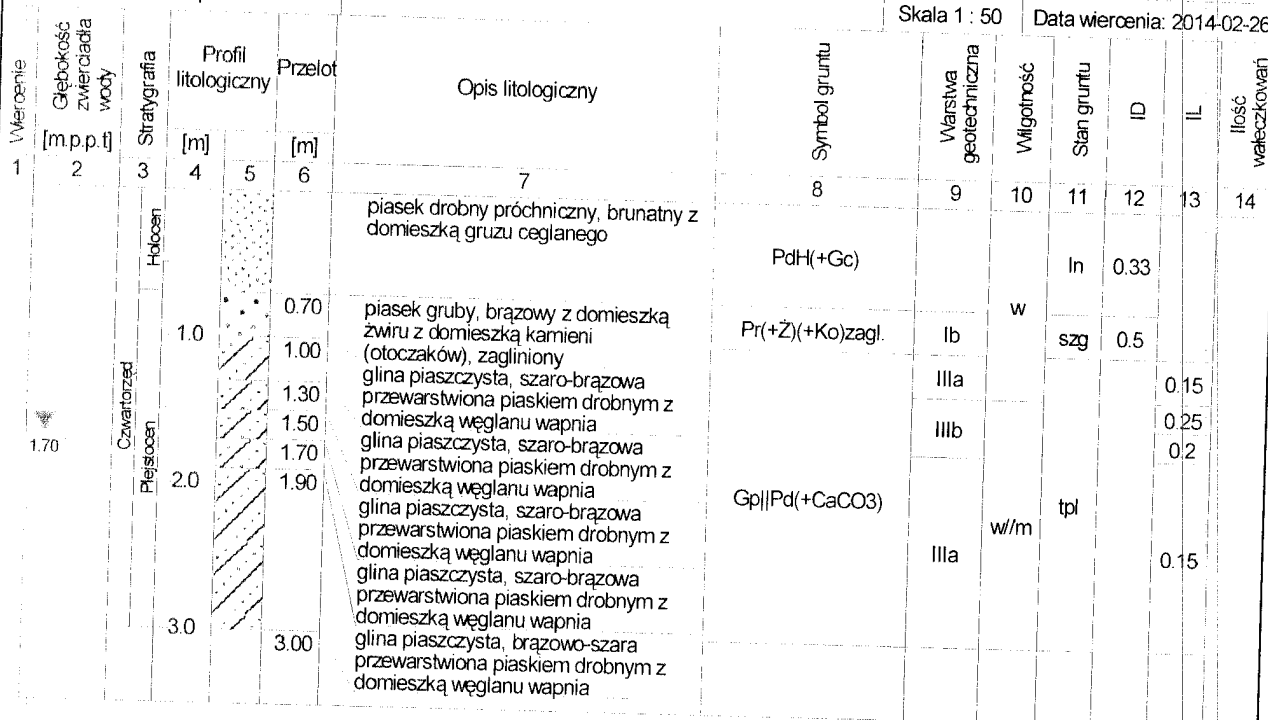 Skala 1 : 50 Data wiercenia: 2014-02-26
Wiercenie
Głębokość zwierciadła wody
[m.p.p.t]
Stratygrafia
Profil litologiczny
[m]
Przelot
[m]
Opis litologiczny
Symbol gruntu
Warstwa geotechniczna
Wilgotność
Stan gruntu
ID
IL
Ilość wałeczkowań
1 2 3 4 5 6 7 8 9 10 11 12 13 14
Holocen
piasek drobny próchniczny, brunatny z
domieszką gruzu ceglanego
PdH(+Gc)
ln 0.33
w
0.70
piasek gruby, brązowy z domieszką
żwiru z domieszką kamieni
(otoczaków), zagliniony
Pr(+Ż)(+Ko)zagl. Ib szg 0.5
1.0
1.00
glina piaszczysta, szaro-brązowa
przewarstwiona piaskiem drobnym z
domieszką węglanu wapnia
IIIa 0.15
1.30
Czwartorzęd
Plejstocen
1.50
glina piaszczysta, szaro-brązowa
przewarstwiona piaskiem drobnym z
domieszką węglanu wapnia
IIIb 0.25
0.2
1.70
1.70
1.90
2.0
glina piaszczysta, szaro-brązowa
przewarstwiona piaskiem drobnym z
domieszką węglanu wapnia
Gp||Pd(+CaCO3)
tpl
w//m
IIIa 0.15
glina piaszczysta, szaro-brązowa
przewarstwiona piaskiem drobnym z
domieszką węglanu wapnia
3.0
3.00
glina piaszczysta, brązowo-szara
przewarstwiona piaskiem drobnym z
domieszką węglanu wapnia